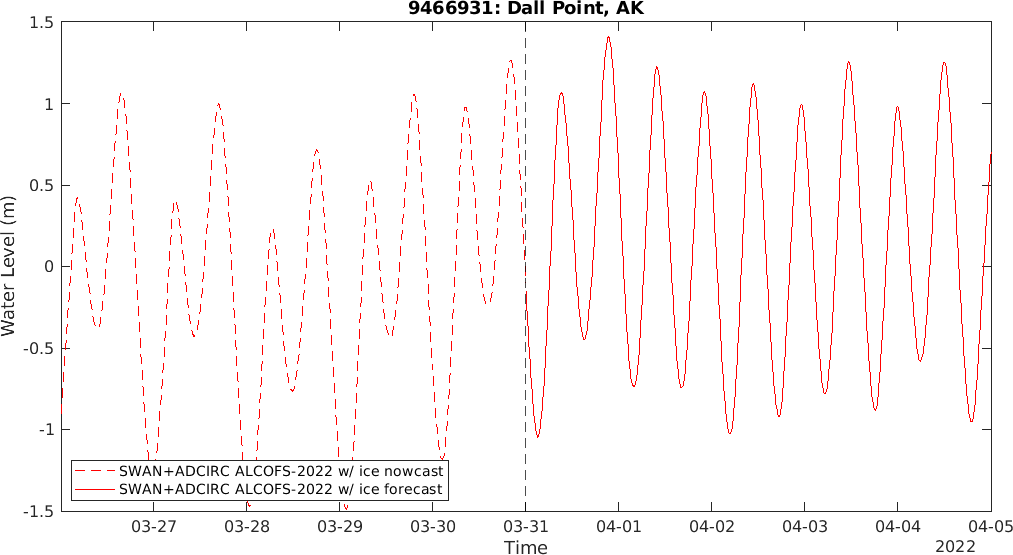 9466931: Dall Point, AK
1.5
1
0.5
0
-0.5
-1
-1.5
Water Level (m)
SWAN+ADCIRC ALCOFS-2022 w/ ice nowcast
SWAN+ADCIRC ALCOFS-2022 w/ ice forecast
03-27 03-28 03-29 03-30 03-31 04-01 04-02 04-03 04-04 04-05
Time
2022